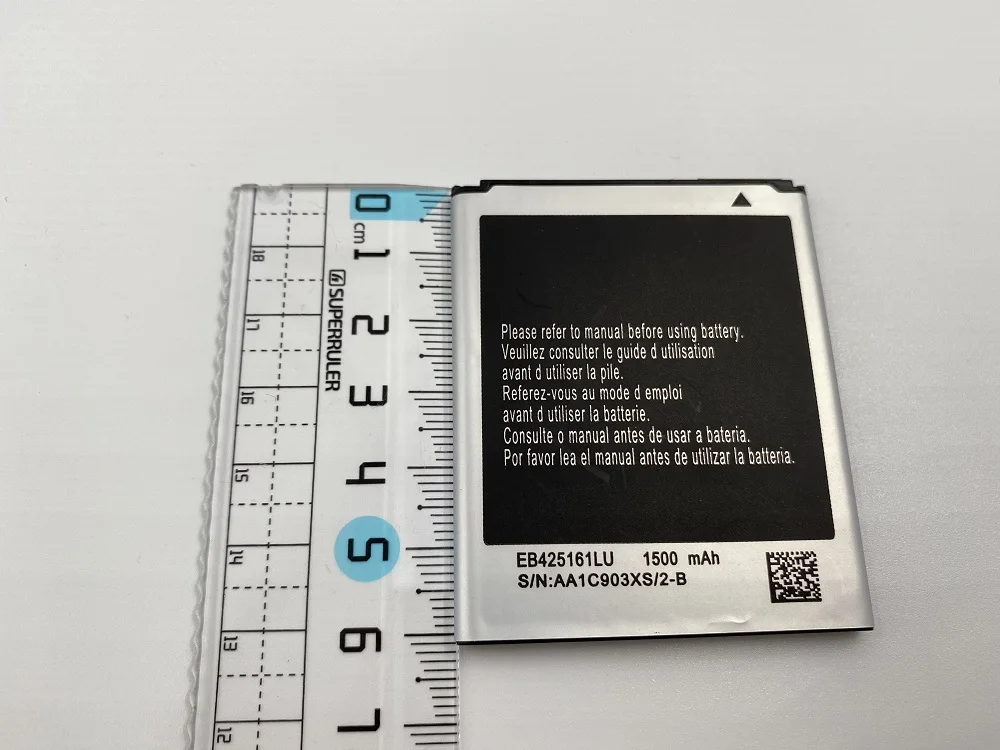 0
cm
1
2
3
4
5
6
7
SUPERRULER
18
17
16
15
14
13
12
Please refer to manual before using battery.
Veuillez consulter le guide d utilisation
avant d utiliser la pile.
Referez-vous au mode d emploi
avant d utiliser la batterie.
Consulte o manual antes de usar a bateria.
Por favor lea el manual antes de utilizar la batería.
EB425161LU 1500 mAh
S/N:AA1C903XS/2-B